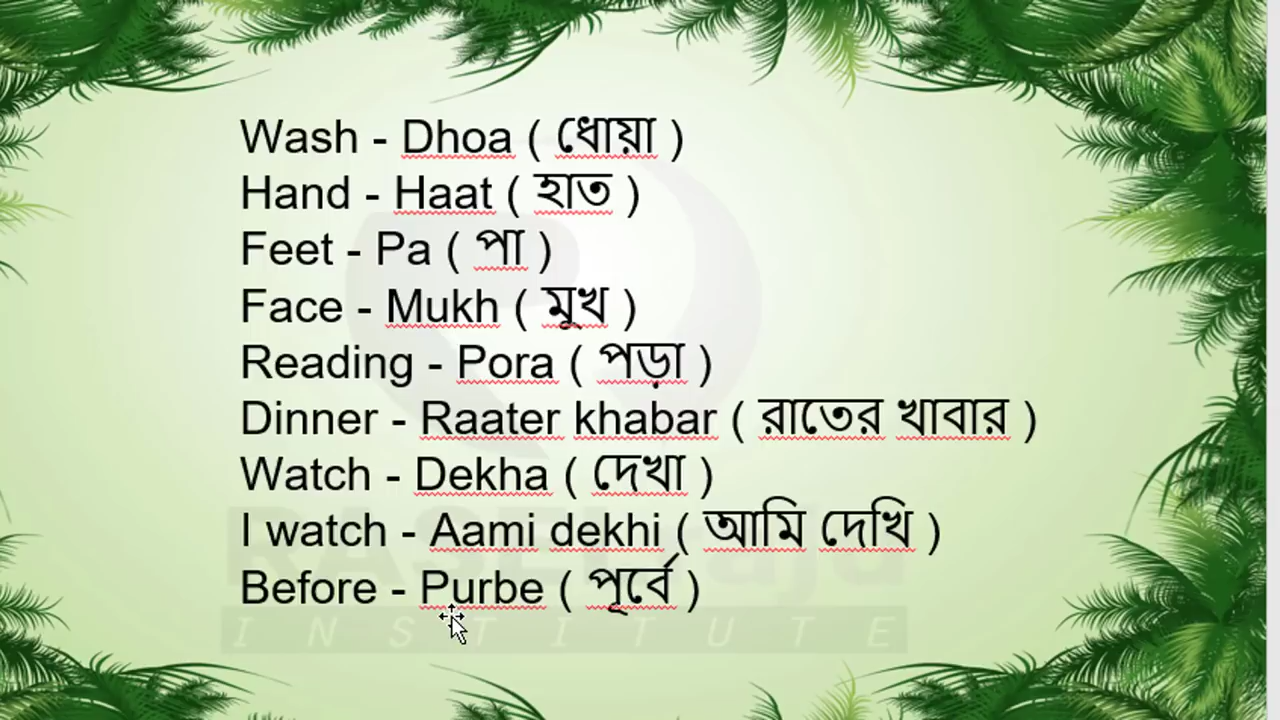 Wash - Dhoa ( ধোয়া )
Hand - Haat ( হাত )
Feet - Pa ( পা )
Face - Mukh ( মুখ )
Reading - Pora ( পড়া )
Dinner - Raater khabar ( রাতের খাবার )
Watch - Dekha ( দেখা )
I watch - Aami dekhi ( আমি দেখি )
Before - Purbe ( পূর্বে )
INSTITUTE